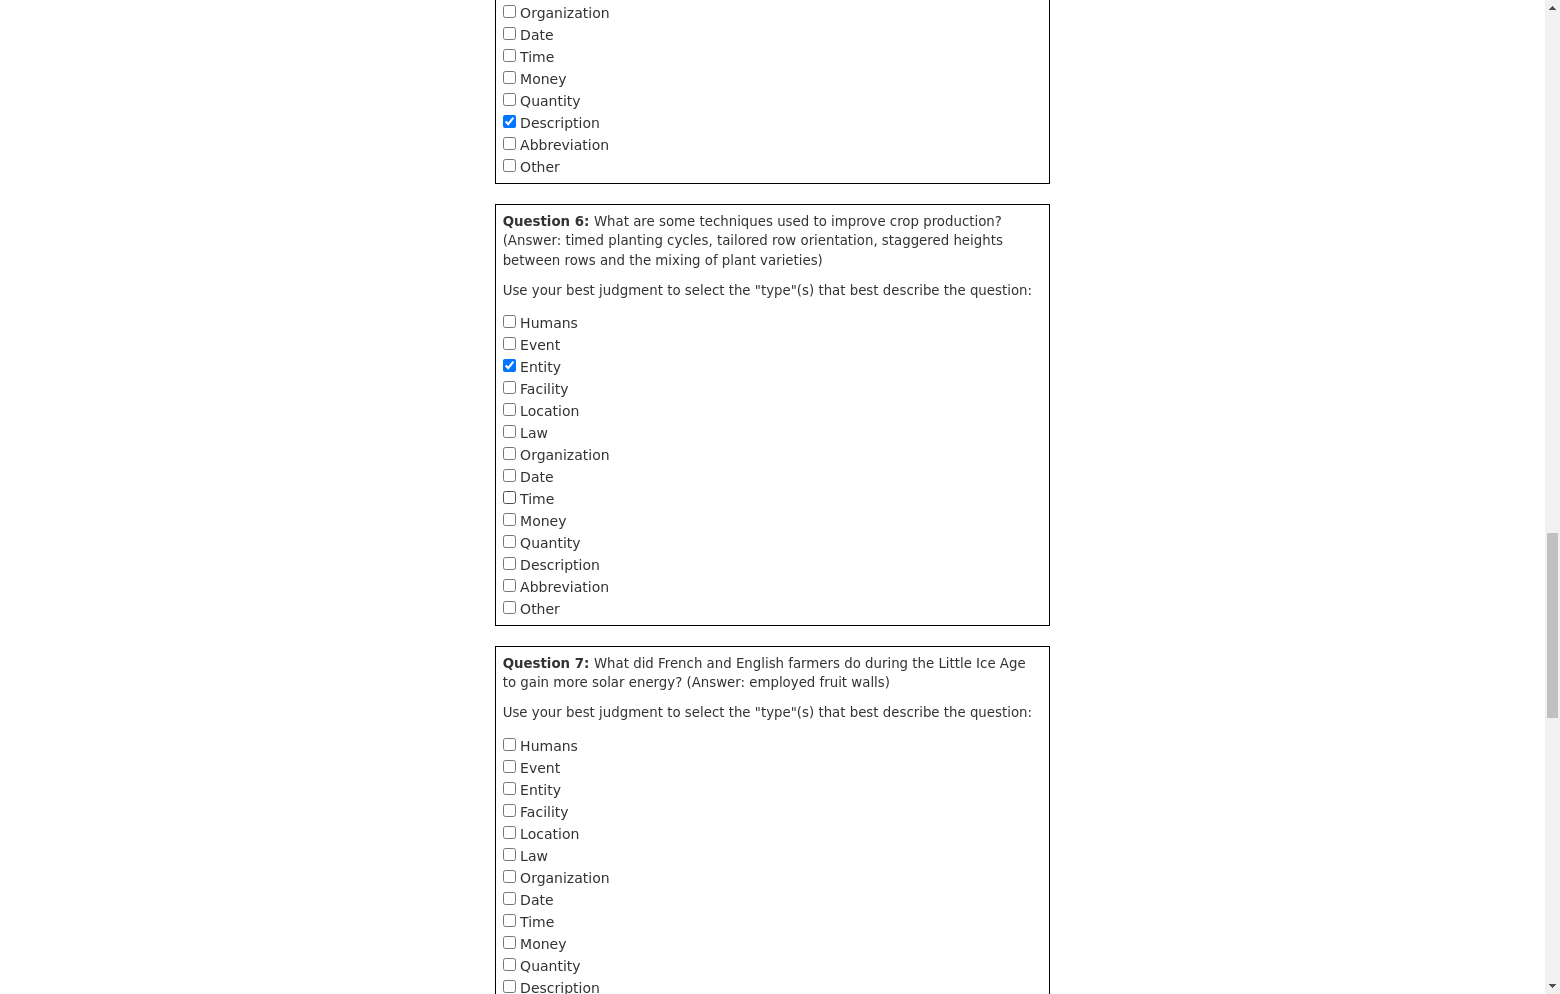 Organization
Date
Time
Money
Quantity
Description
Abbreviation
Other
Question 6: What are some techniques used to improve crop production?
(Answer: timed planting cycles, tailored row orientation, staggered heights
between rows and the mixing of plant varieties)
Use your best judgment to select the "type"(s) that best describe the question:
Humans
Event
Entity
Facility
Location
Law
Organization
Date
Time
Money
Quantity
Description
Abbreviation
Other
Question 7: What did French and English farmers do during the Little Ice Age
to gain more solar energy? (Answer: employed fruit walls)
Use your best judgment to select the "type"(s) that best describe the question:
Humans
Event
Entity
Facility
Location
Law
Organization
Date
Time
Money
Quantity
Description